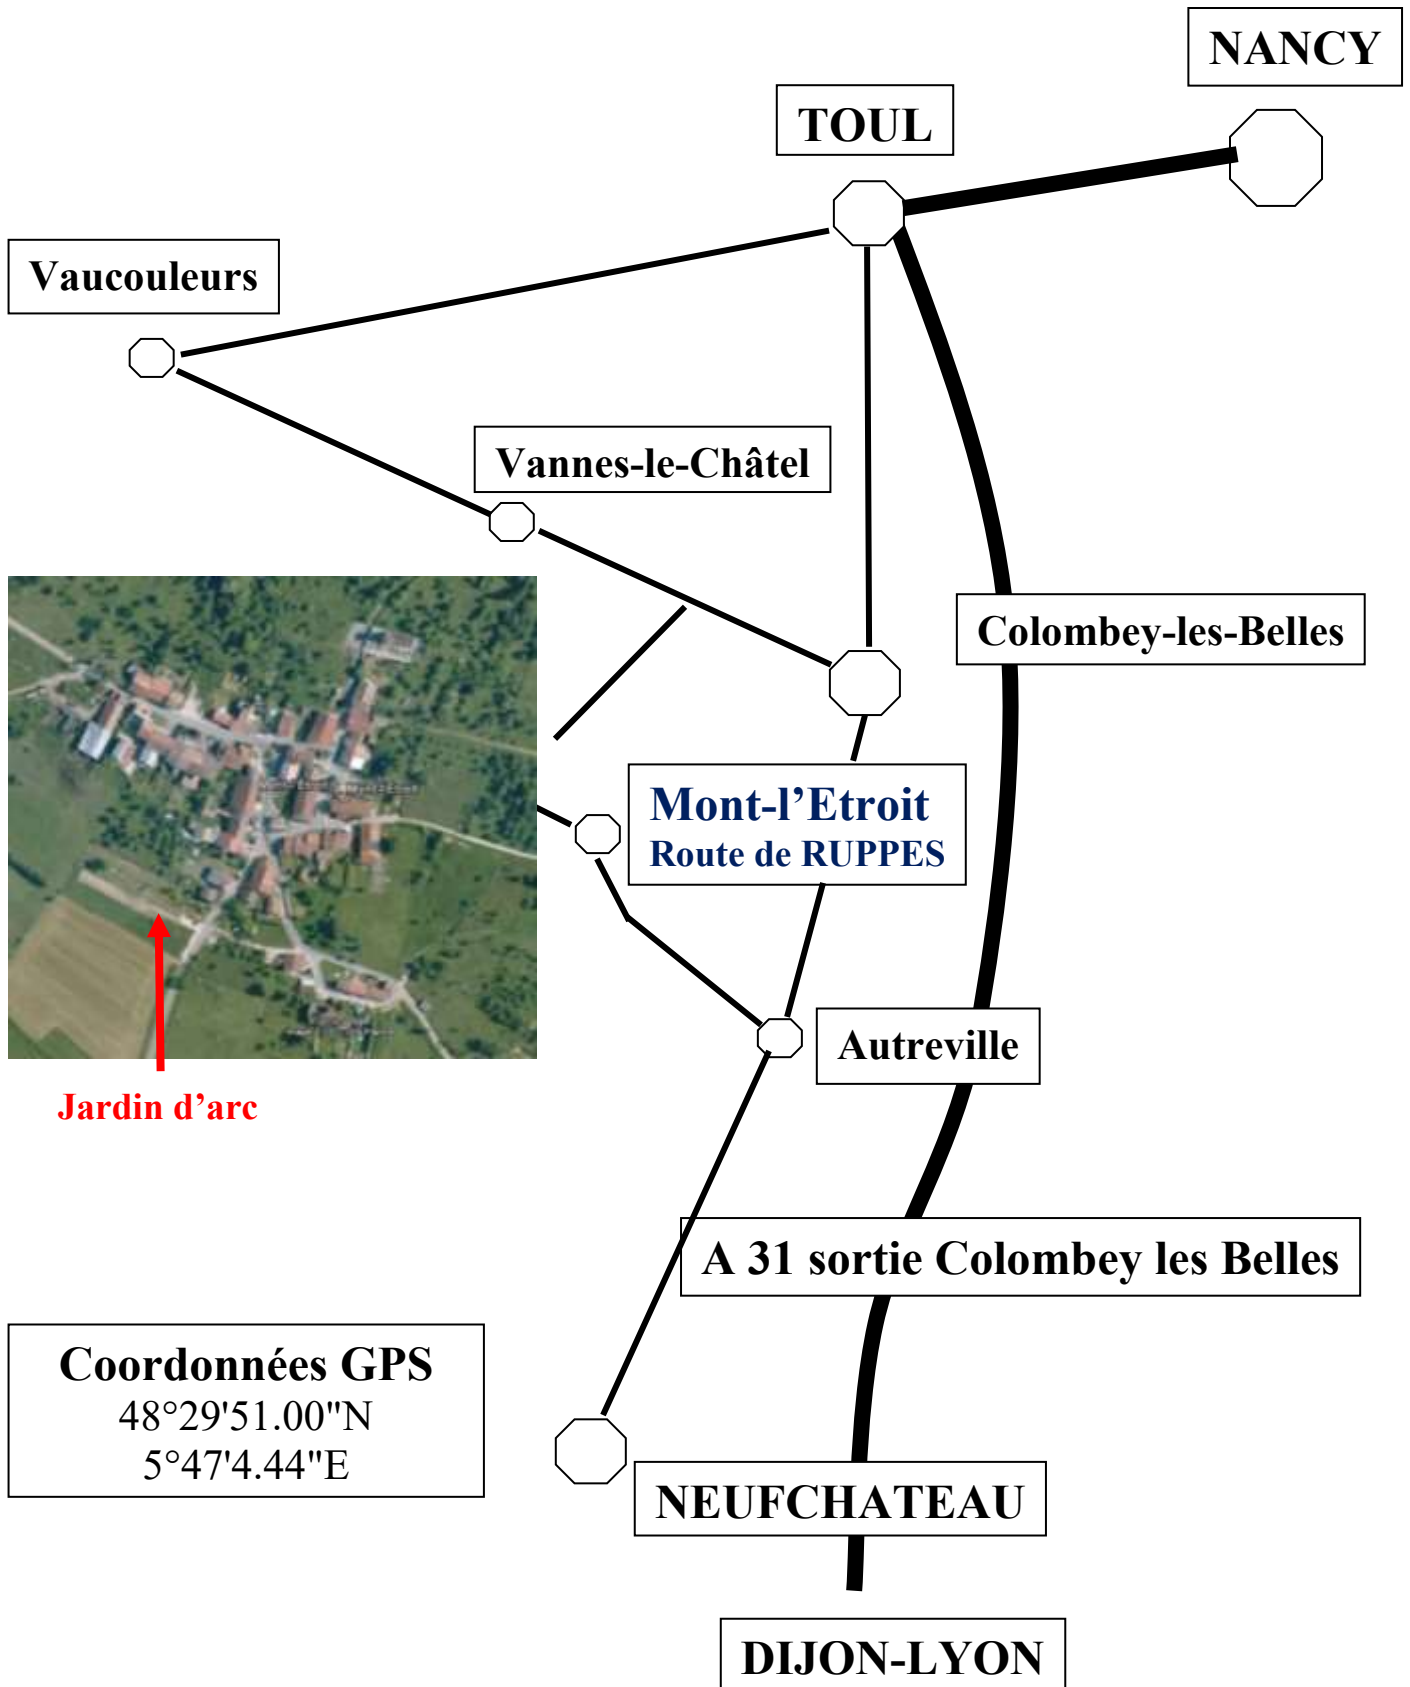 NANCY
TOUL
Vaucouleurs
Vannes-le-Châtel
Colombey-les-Belles
Mont-l’Etroit
Route de RUPPES
Autreville
Jardin d’arc
A 31 sortie Colombey les Belles
Coordonnées GPS
48°29'51.00"N
5°47'4.44"E
NEUFCHATEAU
DIJON-LYON